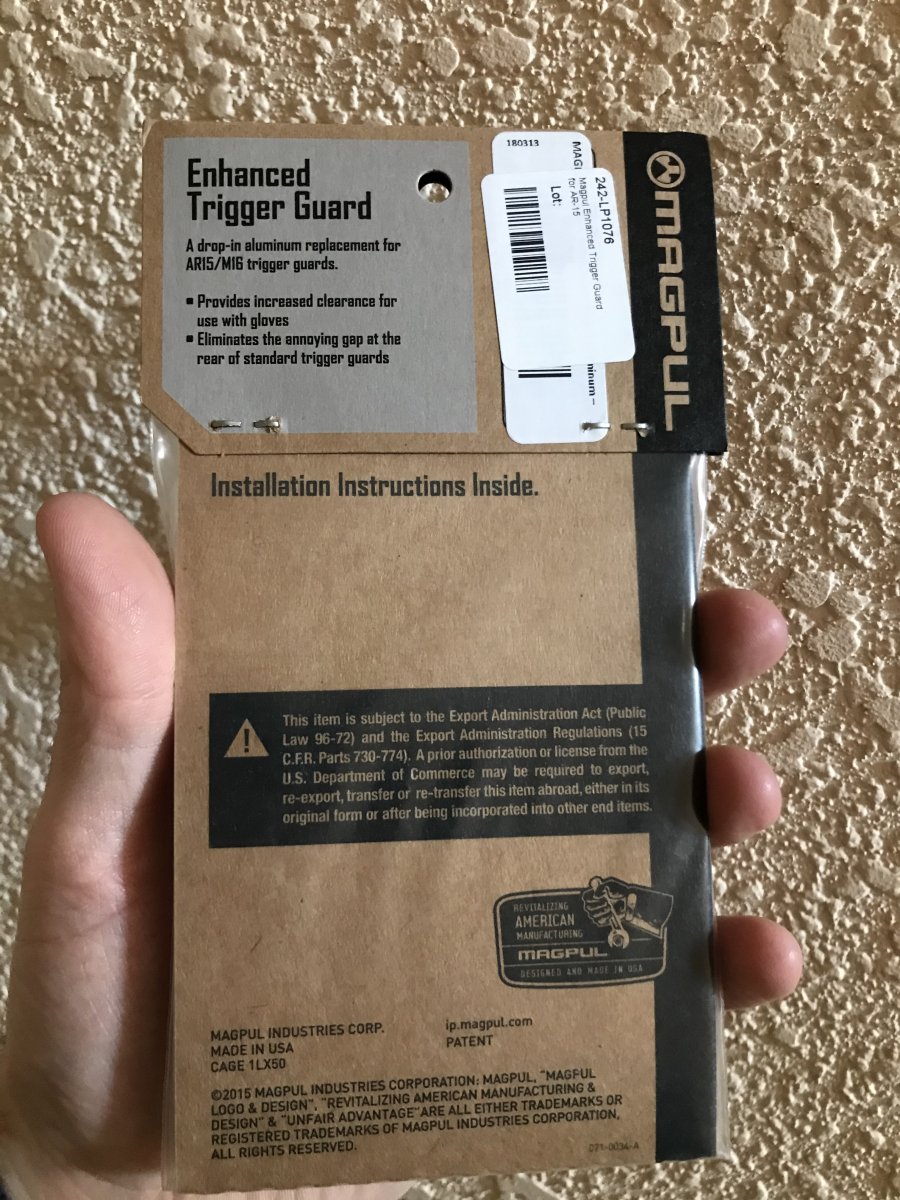 Enhanced
Trigger Guard
A drop-in aluminum replacement for
AR15/M16 trigger guards.
▪ Provides increased clearance for
use with gloves
▪ Eliminates the annoying gap at the
rear of standard trigger guards
180313
MAGI
242-LP1076
Magpul Enhanced Trigger Guard
for AR-15
Lot:
minum –
MAGPUL
Installation Instructions Inside.
This item is subject to the Export Administration Act (Public
Law 96-72) and the Export Administration Regulations (15
C.F.R. Parts 730-774). A prior authorization or license from the
U.S. Department of Commerce may be required to export,
re-export, transfer or re-transfer this item abroad, either in its
original form or after being incorporated into other end items.
REVITALIZING
AMERICAN
MANUFACTURING
MAGPUL
DESIGNED AND MADE IN USA
MAGPUL INDUSTRIES CORP.
MADE IN USA
CAGE 1LX50
ip.magpul.com
PATENT
©2015 MAGPUL INDUSTRIES CORPORATION: MAGPUL, "MAGPUL
LOGO & DESIGN", "REVITALIZING AMERICAN MANUFACTURING &
DESIGN" & "UNFAIR ADVANTAGE" ARE ALL EITHER TRADEMARKS OR
REGISTERED TRADEMARKS OF MAGPUL INDUSTRIES CORPORATION,
ALL RIGHTS RESERVED.
071-0034-A